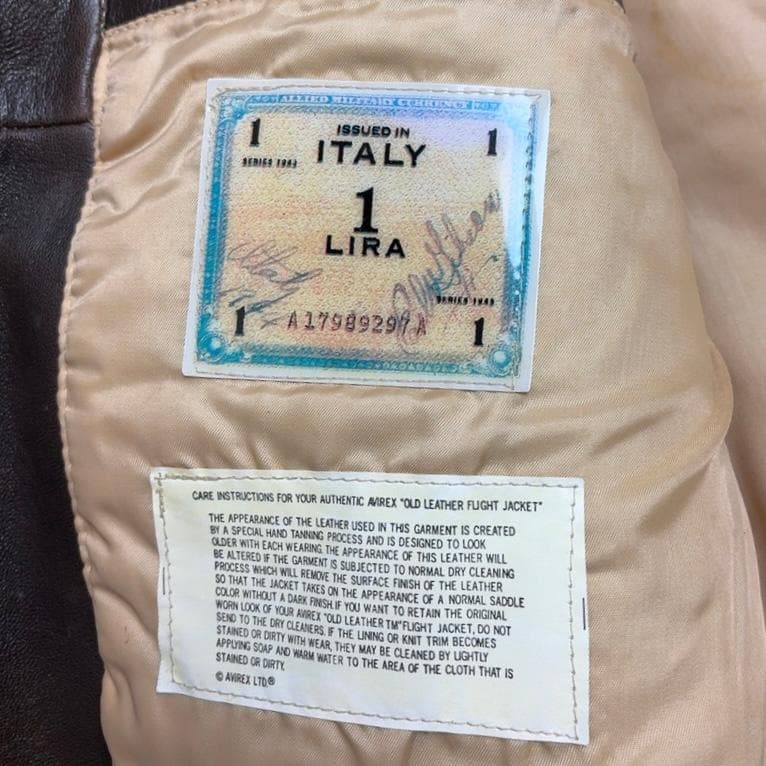 ALLIED MILITARY CURRENCY
1 ISSUED IN 1
SERIES 1943 ITALY
1
LIRA
SERIES 1943
1 A17989297A 1
CARE INSTRUCTIONS FOR YOUR AUTHENTIC AVIREX "OLD LEATHER FLIGHT JACKET"
THE APPEARANCE OF THE LEATHER USED IN THIS GARMENT IS CREATED
BY A SPECIAL HAND TANNING PROCESS AND IS DESIGNED TO LOOK
OLDER WITH EACH WEARING. THE APPEARANCE OF THIS LEATHER WILL
BE ALTERED IF THE GARMENT IS SUBJECTED TO NORMAL DRY CLEANING
PROCESS WHICH WILL REMOVE THE SURFACE FINISH OF THE LEATHER
SO THAT THE JACKET TAKES ON THE APPEARANCE OF A NORMAL SADDLE
COLOR WITHOUT A DARK FINISH. IF YOU WANT TO RETAIN THE ORIGINAL
WORN LOOK OF YOUR AVIREX "OLD LEATHER TM" FLIGHT JACKET, DO NOT
SEND TO THE DRY CLEANERS. IF THE LINING OR KNIT TRIM BECOMES
STAINED OR DIRTY WITH WEAR, THEY MAY BE CLEANED BY LIGHTLY
APPLYING SOAP AND WARM WATER TO THE AREA OF THE CLOTH THAT IS
STAINED OR DIRTY.
© AVIREX LTD®